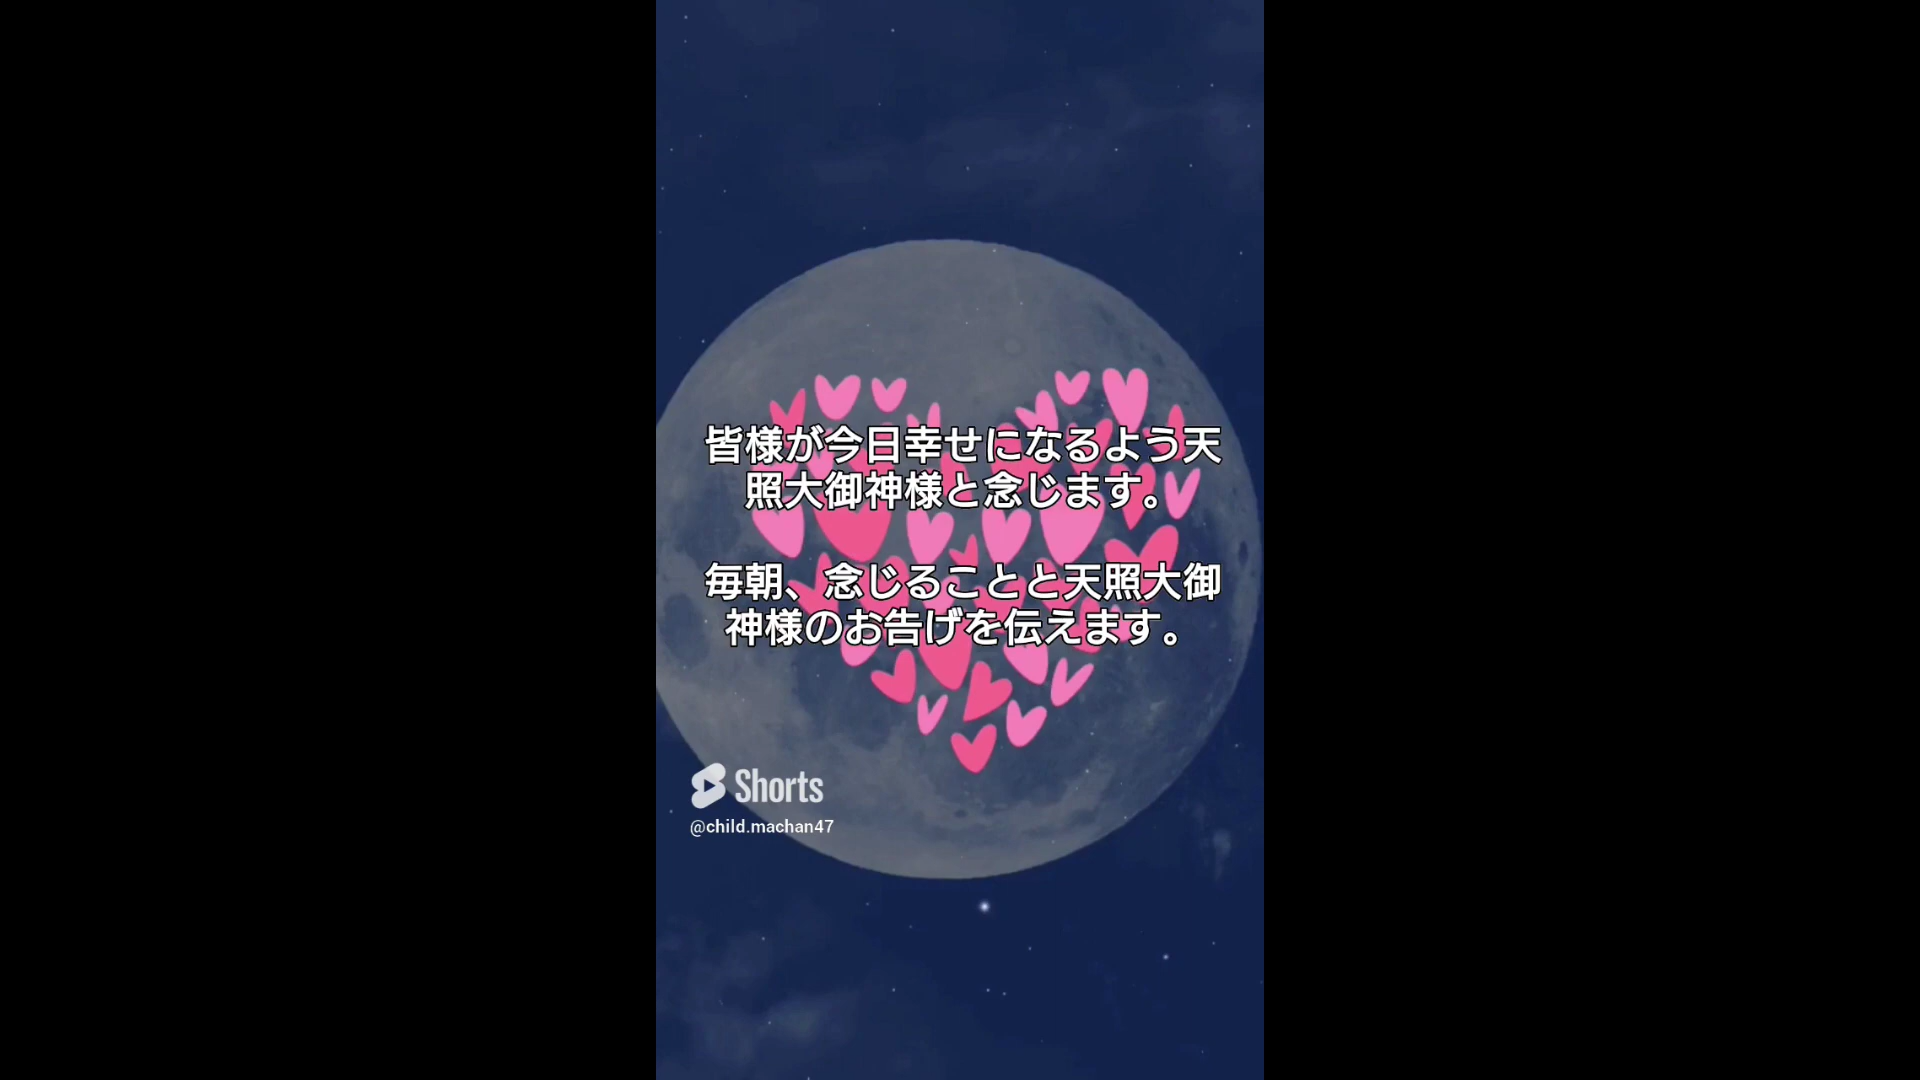 皆様が今日幸せになるよう天
照大御神様と念じます。
毎朝、念じることと天照大御
神様のお告げを伝えます。
Shorts
@child.machan47